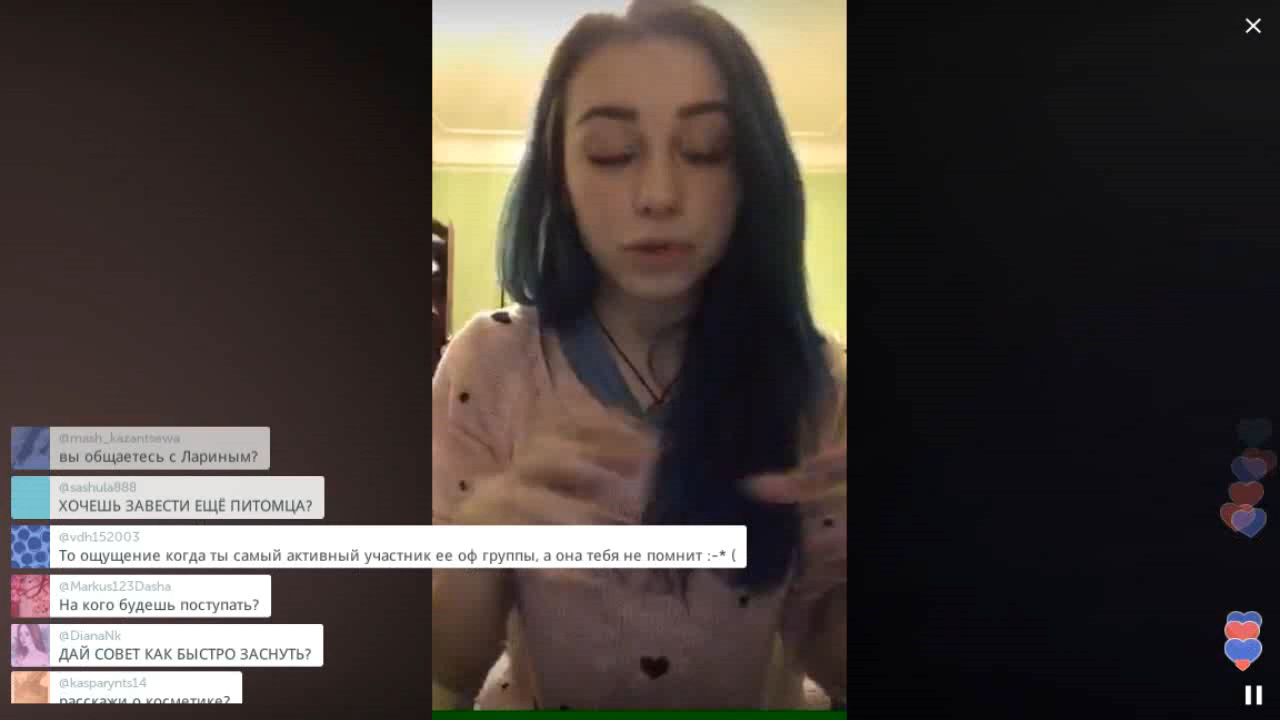 @mash_kazantsewa
вы общаетесь с Лариным?
@sashula888
ХОЧЕШЬ ЗАВЕСТИ ЕЩЁ ПИТОМЦА?
@vdh152003
То ощущение когда ты самый активный участник ее оф группы, а она тебя не помнит :-* (
@Markus123Dasha
На кого будешь поступать?
@DianaNk
ДАЙ СОВЕТ КАК БЫСТРО ЗАСНУТЬ?
@kasparynts14
расскажи о косметике?